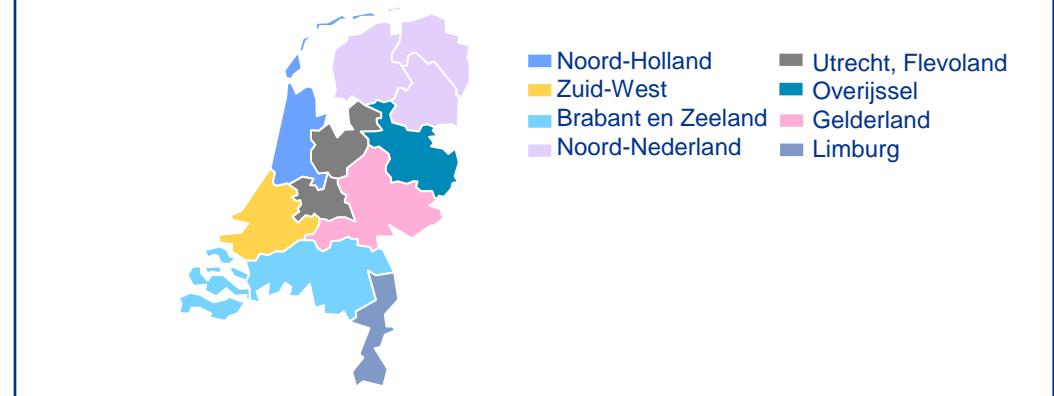 Noord-Holland
Zuid-West
Brabant en Zeeland
Noord-Nederland
Utrecht, Flevoland
Overijssel
Gelderland
Limburg